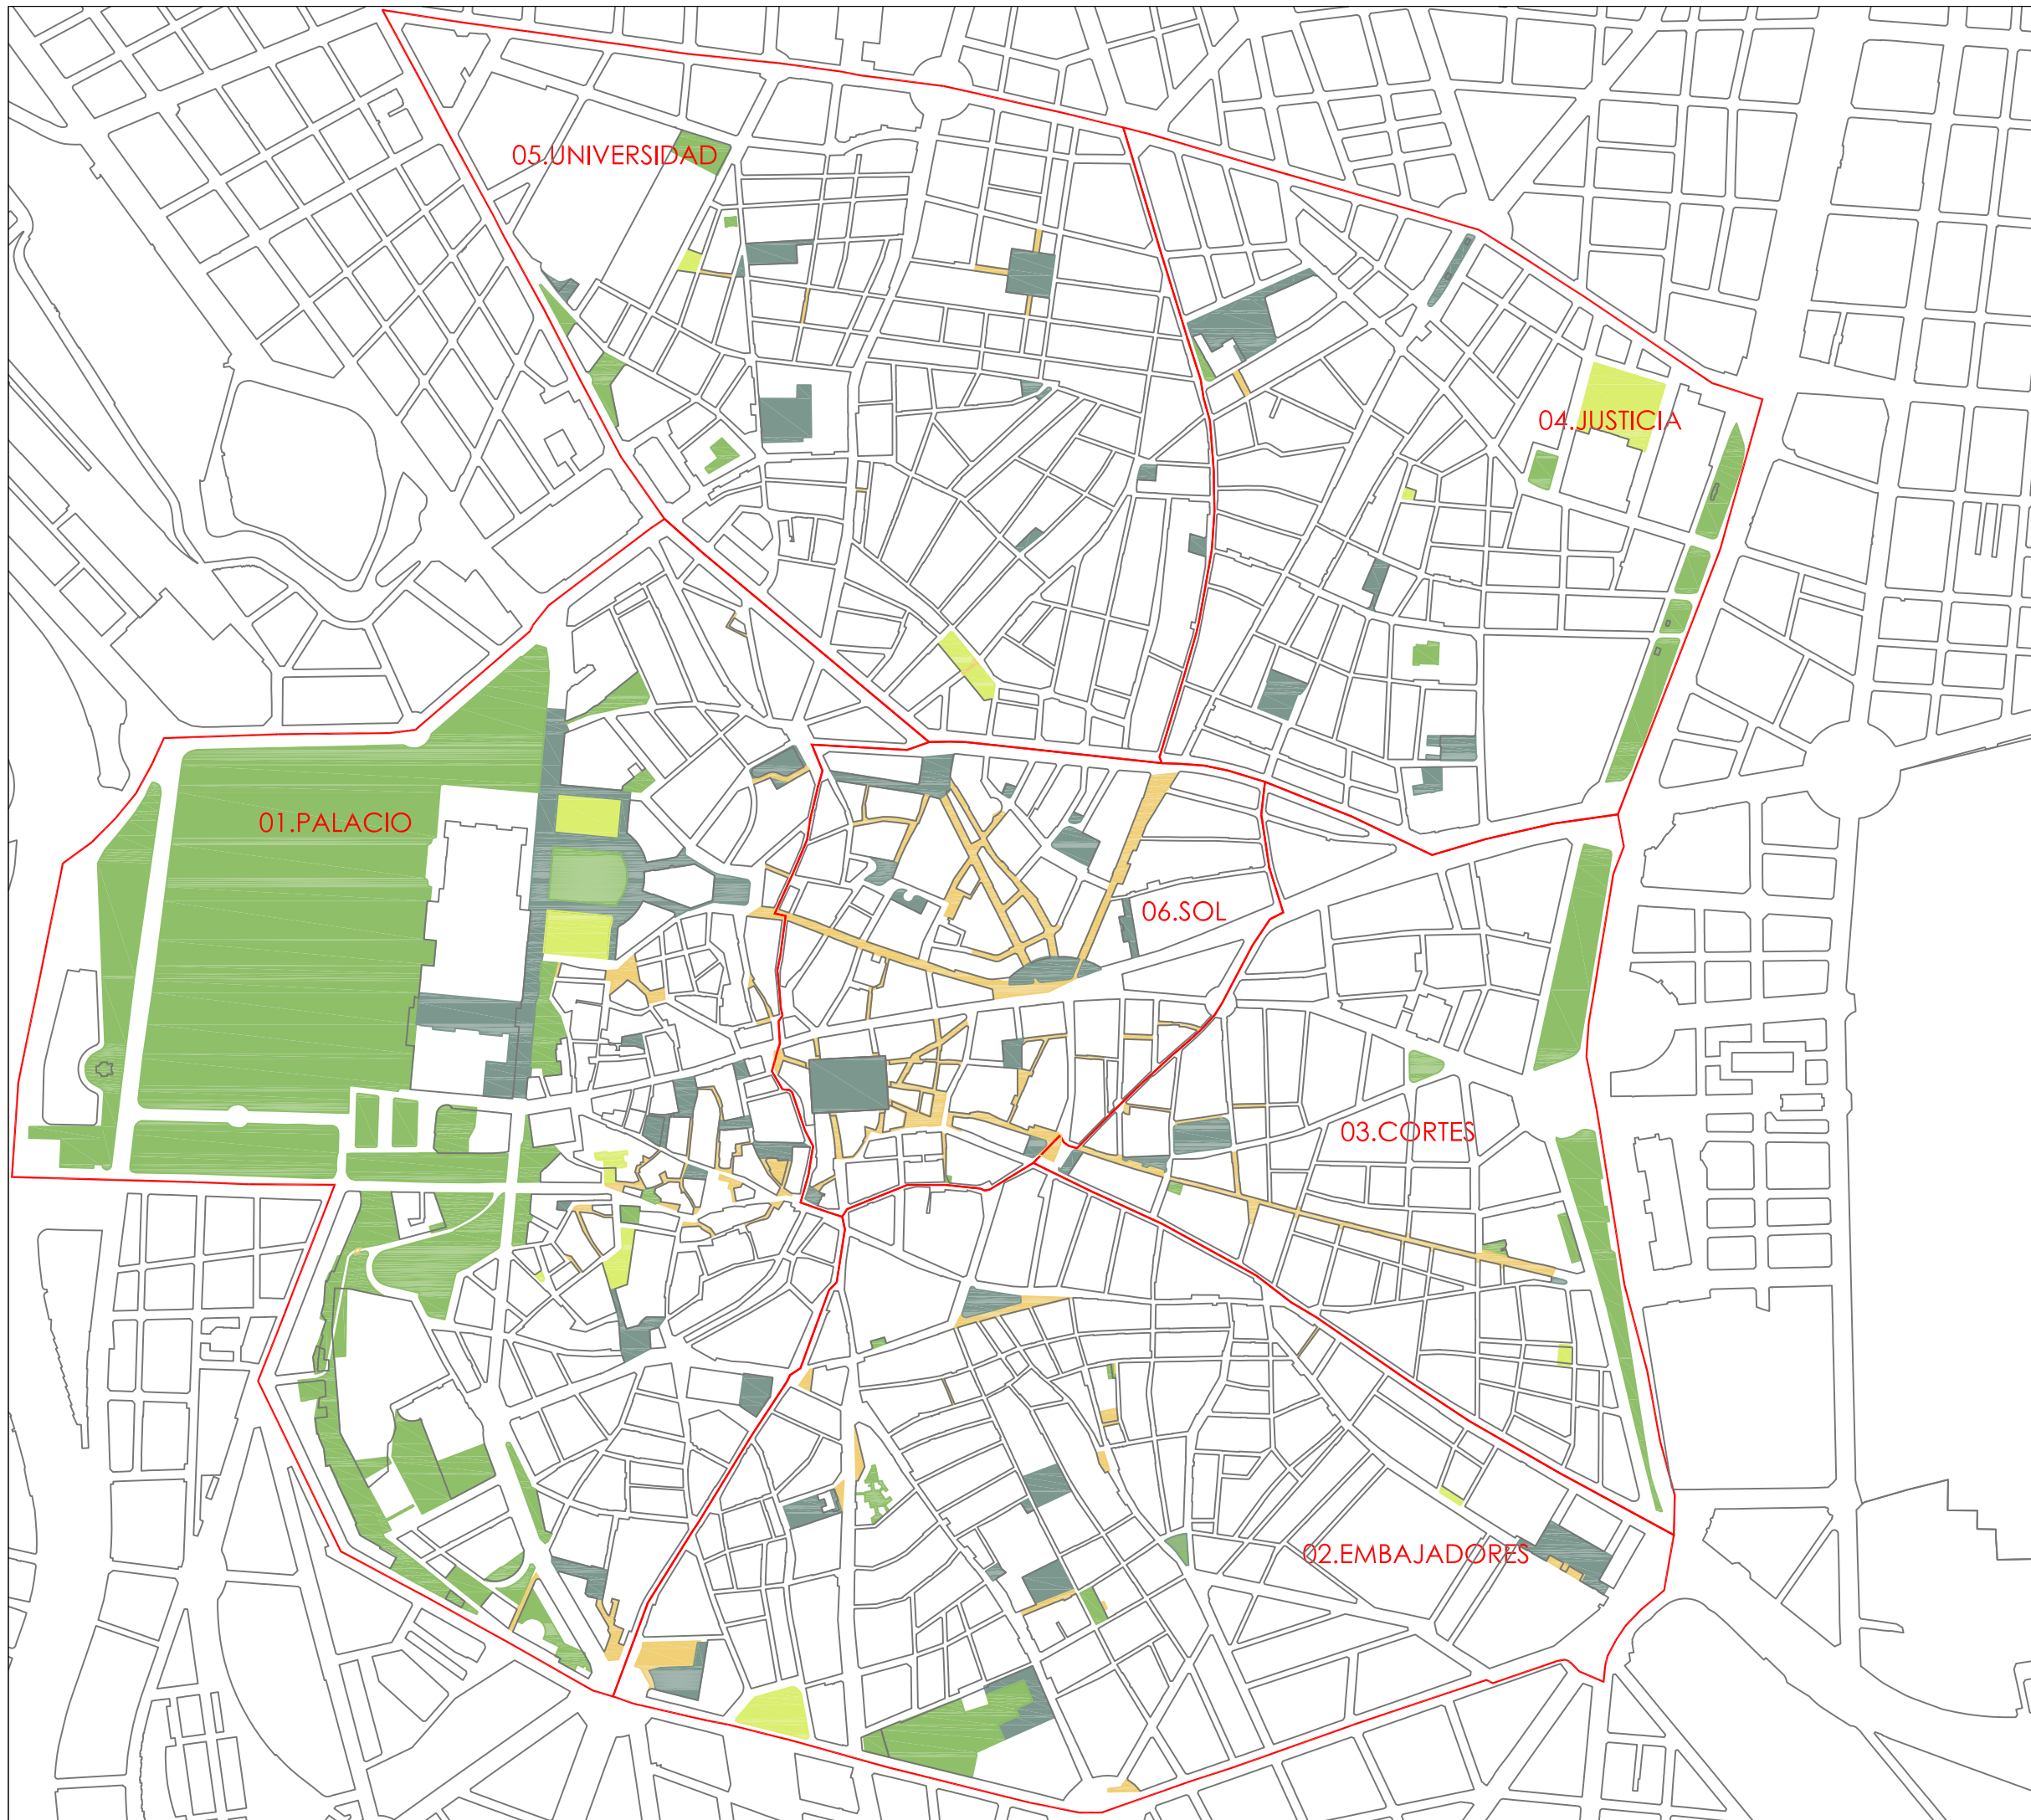 05.UNIVERSIDAD
04.JUSTICIA
01.PALACIO
06.SOL
03.CORTES
02.EMBAJADORES